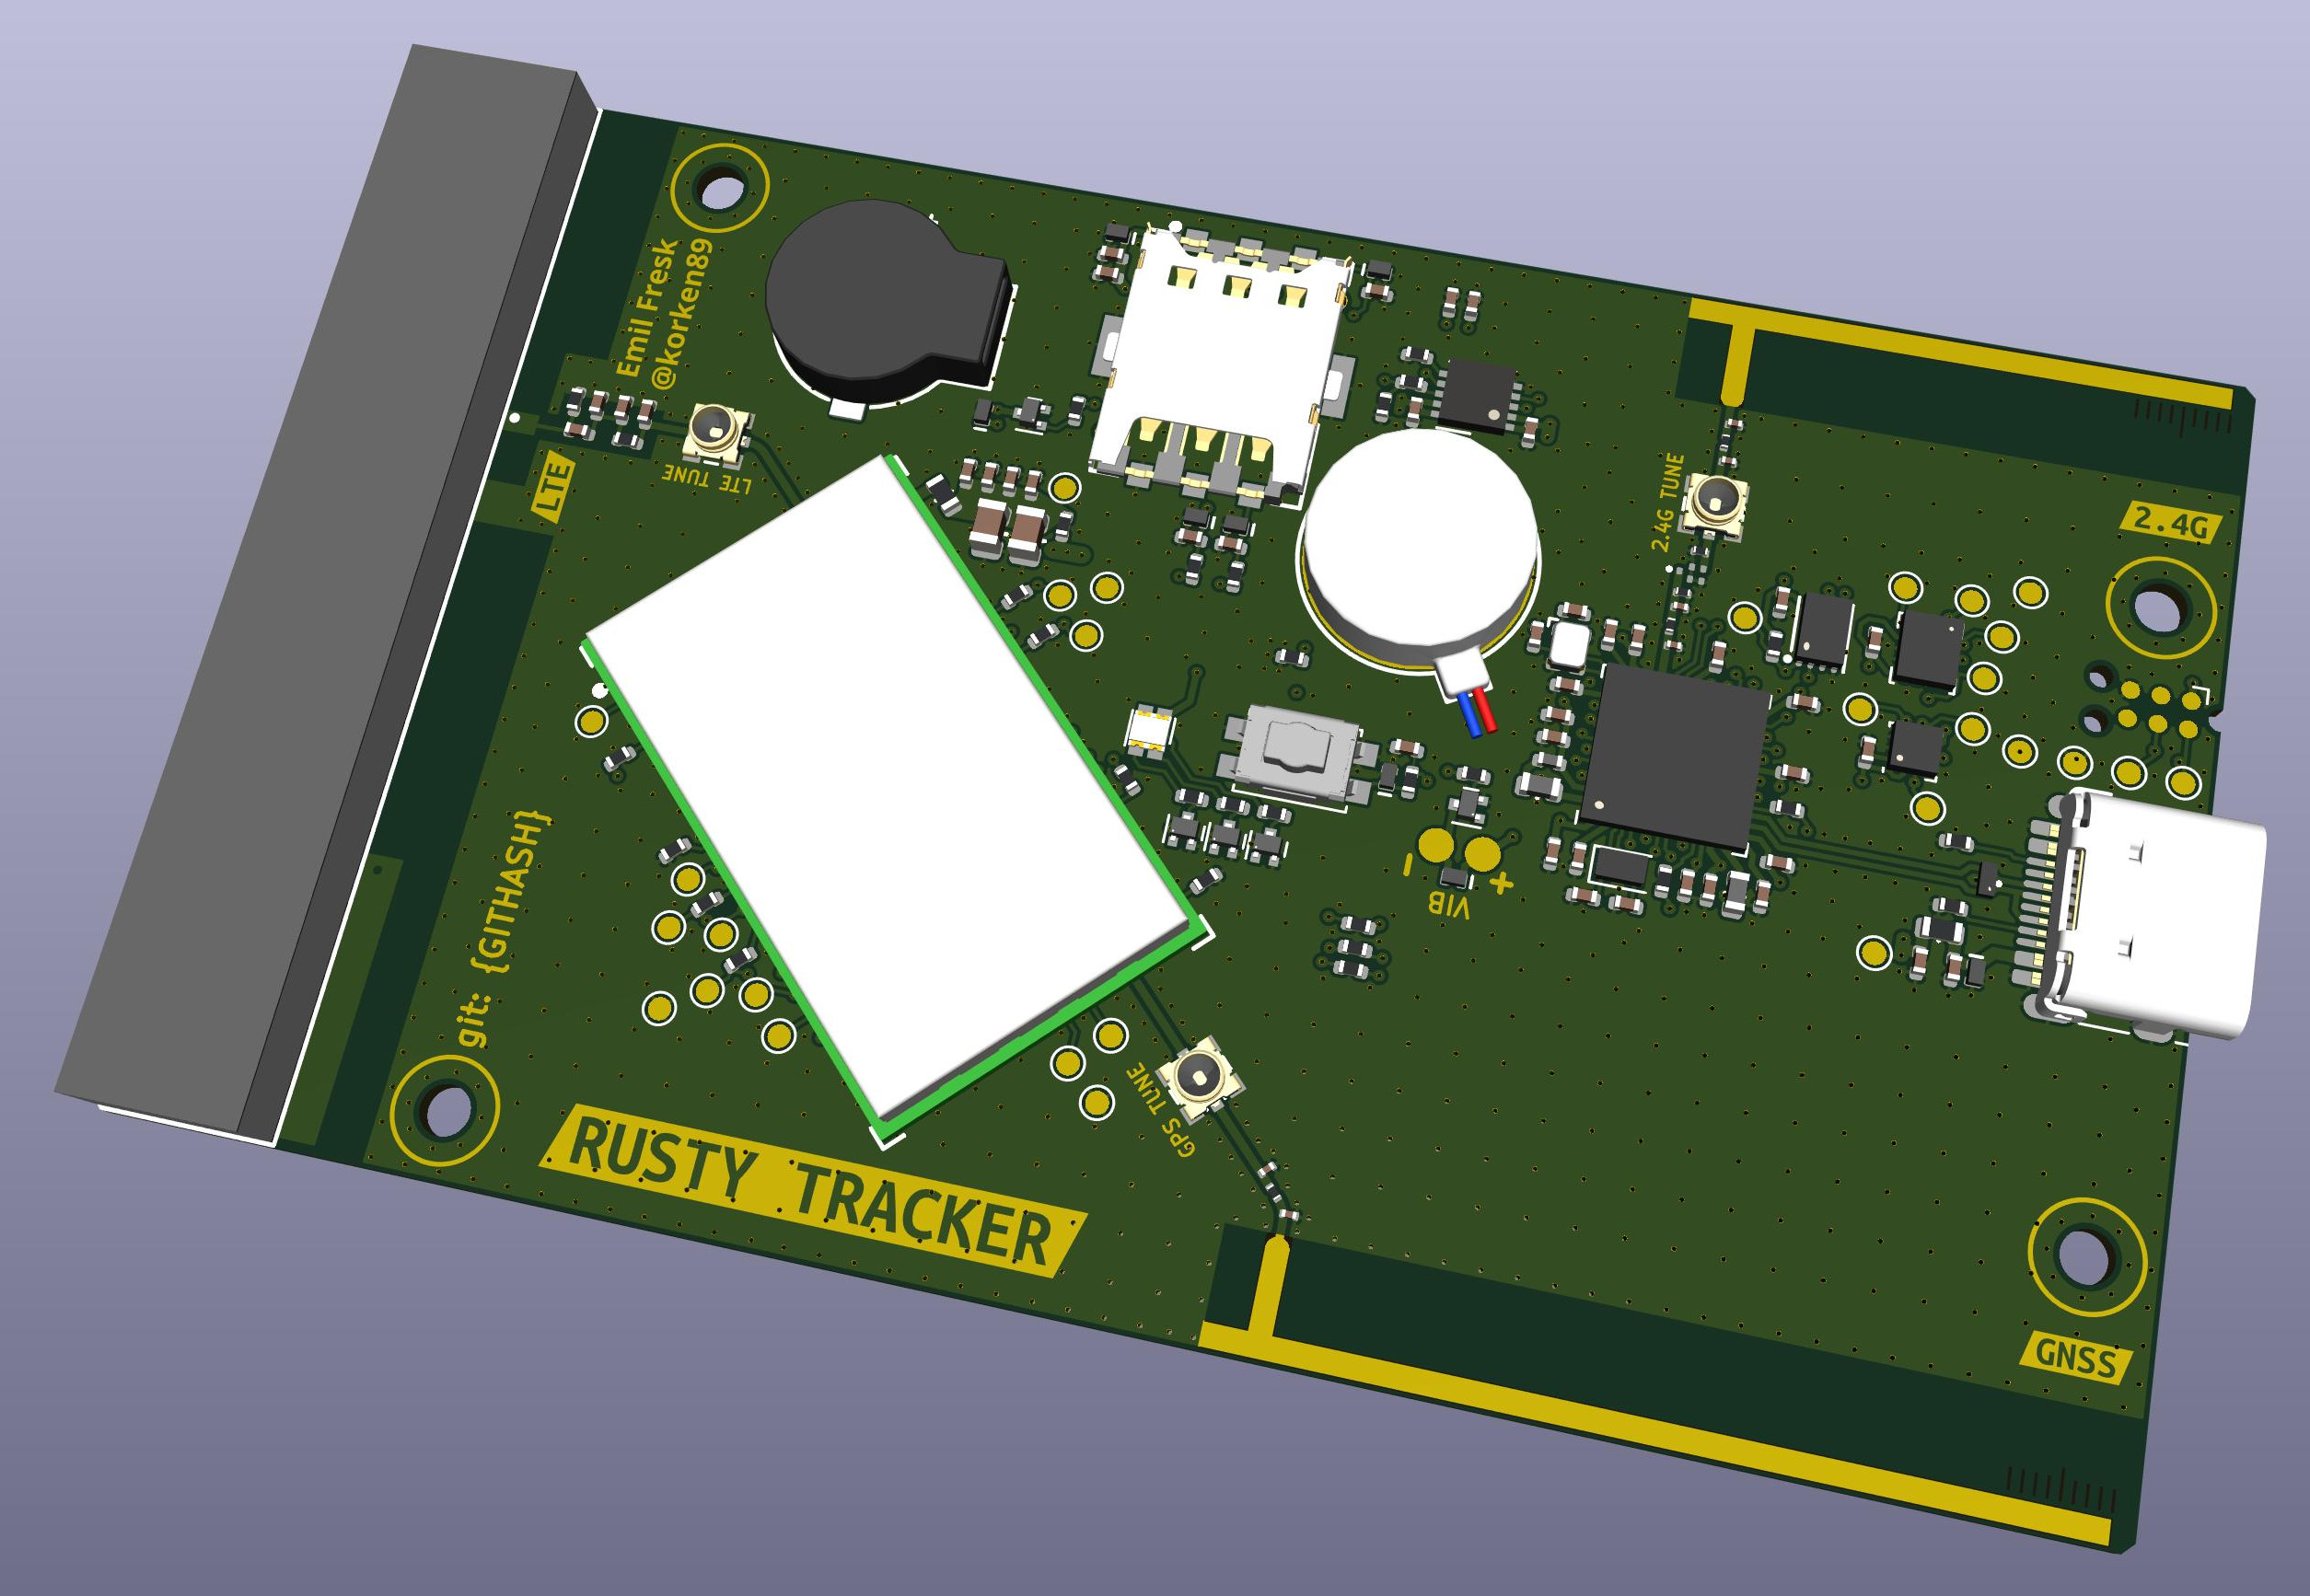 Emil Fresk
@korken89
LTE TUNE
LTE
2.4G TUNE
2.4G
VIB
-
+
git: {GITHASH}
GPS TUNE
RUSTY TRACKER
GNSS